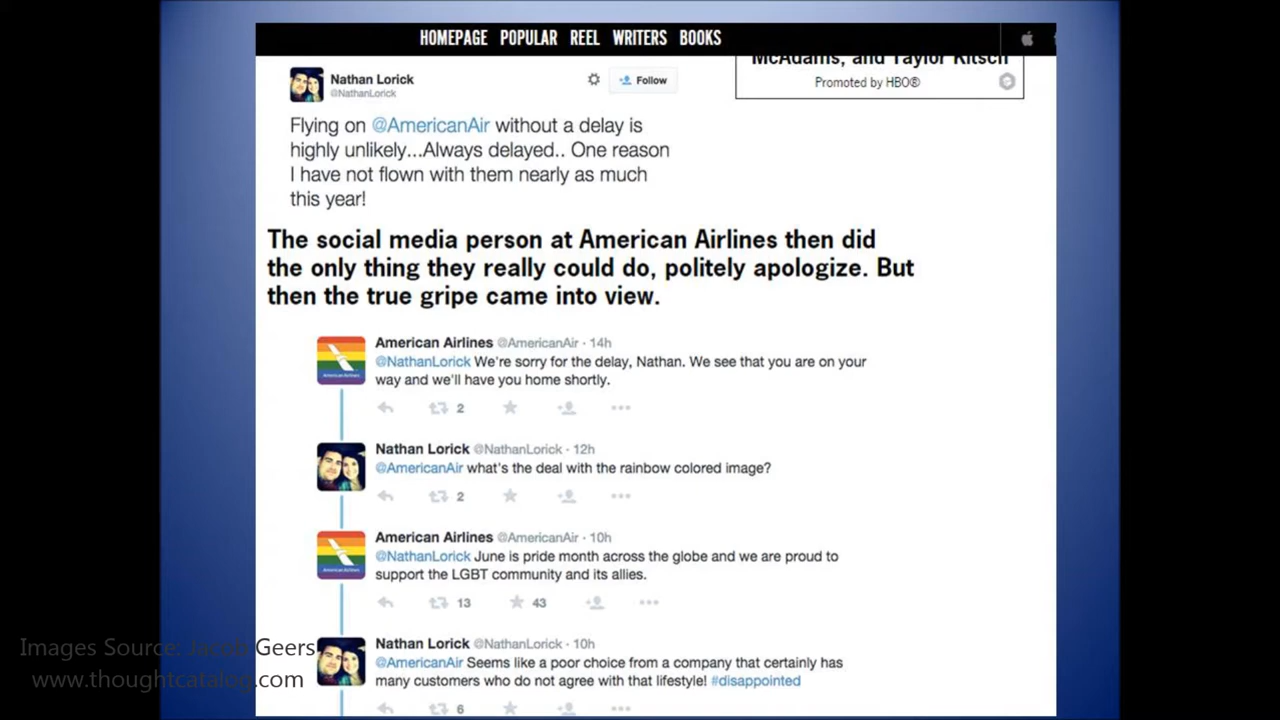 HOMEPAGE POPULAR REEL WRITERS BOOKS
McAdams, and Taylor Kitsch
Promoted by HBO®
Nathan Lorick
@NathanLorick
Follow
Flying on @AmericanAir without a delay is
highly unlikely...Always delayed.. One reason
I have not flown with them nearly as much
this year!
The social media person at American Airlines then did
the only thing they really could do, politely apologize. But
then the true gripe came into view.
American Airlines @AmericanAir · 14h
@NathanLorick We're sorry for the delay, Nathan. We see that you are on your
way and we'll have you home shortly.
2
Nathan Lorick @NathanLorick · 12h
@AmericanAir what's the deal with the rainbow colored image?
2
American Airlines @AmericanAir · 10h
@NathanLorick June is pride month across the globe and we are proud to
support the LGBT community and its allies.
13 43
Nathan Lorick @NathanLorick · 10h
@AmericanAir Seems like a poor choice from a company that certainly has
many customers who do not agree with that lifestyle! #disappointed
6
Images Source: Jacob Geers
www.thoughtcatalog.com